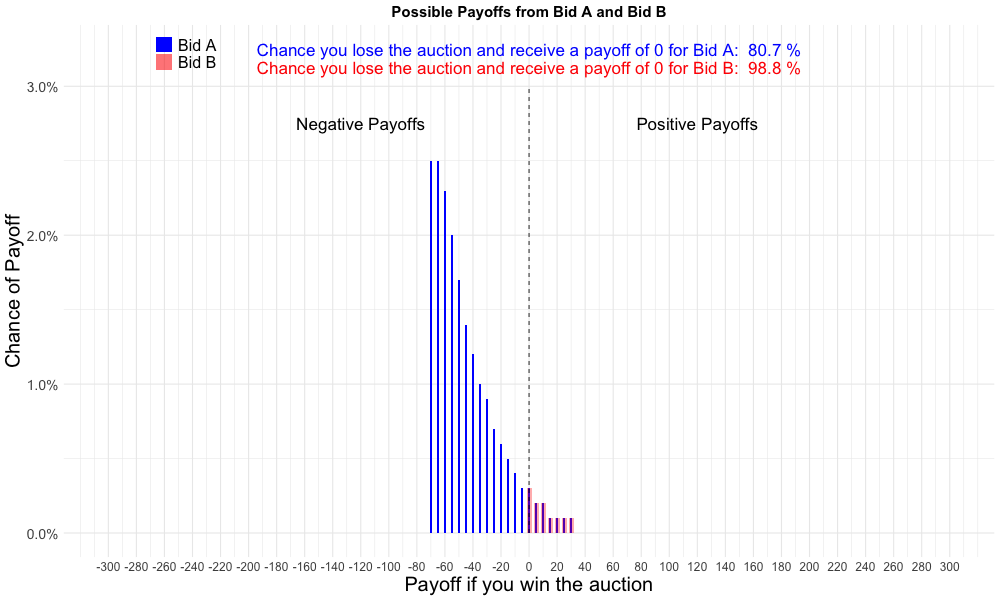 Possible Payoffs from Bid A and Bid B
Bid A
Bid B
Chance you lose the auction and receive a payoff of 0 for Bid A: 80.7 %
Chance you lose the auction and receive a payoff of 0 for Bid B: 98.8 %
Negative Payoffs
Positive Payoffs
Chance of Payoff
3.0%
2.0%
1.0%
0.0%
-300 -280 -260 -240 -220 -200 -180 -160 -140 -120 -100 -80 -60 -40 -20 0 20 40 60 80 100 120 140 160 180 200 220 240 260 280 300
Payoff if you win the auction